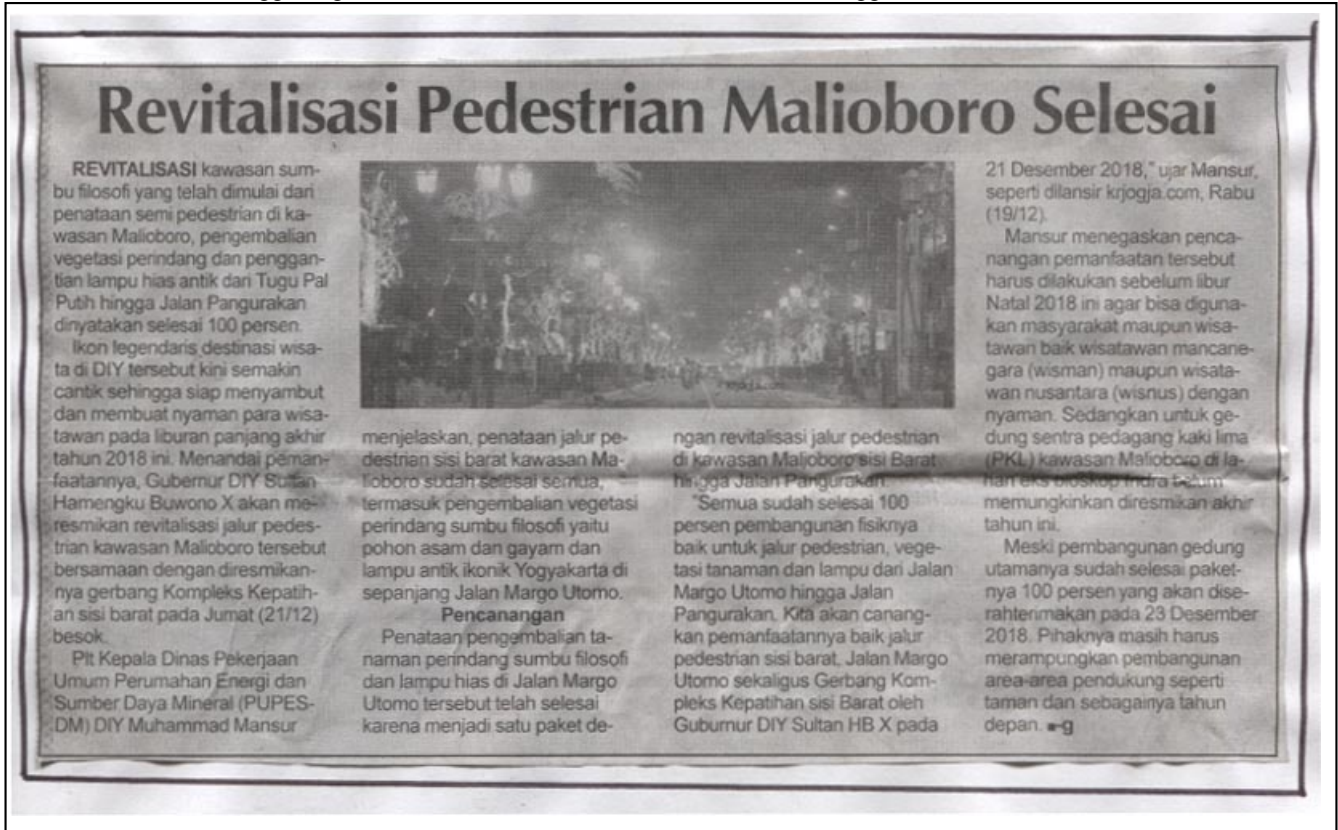 Revitalisasi Pedestrian Malioboro Selesai
REVITALISASI kawasan sum-
bu filosofi yang telah dimulai dari
penataan semi pedestrian di ka-
wasan Malioboro, pengembalian
vegetasi perindang dan penggan-
tian lampu hias antik dari Tugu Pal
Putih hingga Jalan Pangurakan
dinyatakan selesai 100 persen.
Ikon legendaris destinasi wisa-
ta di DIY tersebut kini semakin
cantik sehingga siap menyambut
dan membuat nyaman para wisa-
tawan pada liburan panjang akhir
tahun 2018 ini. Menandai peman-
faatannya, Gubernur DIY Sultan
Hamengku Buwono X akan me-
resmikan revitalisasi jalur pedes-
trian kawasan Malioboro tersebut
bersamaan dengan diresmikan-
nya gerbang Kompleks Kepatih-
an sisi barat pada Jumat (21/12)
besok.
Plt Kepala Dinas Pekerjaan
Umum Perumahan Energi dan
Sumber Daya Mineral (PUPES-
DM) DIY Muhammad Mansur
menjelaskan, penataan jalur pe-
destrian sisi barat kawasan Ma-
lioboro sudah selesai semua,
termasuk pengembalian vegetasi
perindang sumbu filosofi yaitu
pohon asam dan gayam dan
lampu antik ikonik Yogyakarta di
sepanjang Jalan Margo Utomo.
Pencanangan
Penataan pengembalian ta-
naman perindang sumbu filosofi
dan lampu hias di Jalan Margo
Utomo tersebut telah selesai
karena menjadi satu paket de-
ngan revitalisasi jalur pedestrian
di kawasan Malioboro sisi Barat
hingga Jalan Pangurakan.
"Semua sudah selesai 100
persen pembangunan fisiknya
baik untuk jalur pedestrian, vege-
tasi tanaman dan lampu dari Jalan
Margo Utomo hingga Jalan
Pangurakan. Kita akan canang-
kan pemanfaatannya baik jalur
pedestrian sisi barat, Jalan Margo
Utomo sekaligus Gerbang Kom-
pleks Kepatihan sisi Barat oleh
Gubumur DIY Sultan HB X pada
21 Desember 2018," ujar Mansur,
seperti dilansir krjogja.com, Rabu
(19/12).
Mansur menegaskan penca-
nangan pemanfaatan tersebut
harus dilakukan sebelum libur
Natal 2018 ini agar bisa diguna-
kan masyarakat maupun wisa-
tawan baik wisatawan mancane-
gara (wisman) maupun wisata-
wan nusantara (wisnus) dengan
nyaman. Sedangkan untuk ge-
dung sentra pedagang kaki lima
(PKL) kawasan Malioboro di la-
han eks bioskop Indra belum
memungkinkan diresmikan akhir
tahun ini.
Meski pembangunan gedung
utamanya sudah selesai paket-
nya 100 persen yang akan dise-
rahterimakan pada 23 Desember
2018. Pihaknya masih harus
merampungkan pembangunan
area-area pendukung seperti
taman dan sebagainya tahun
depan. ■-g